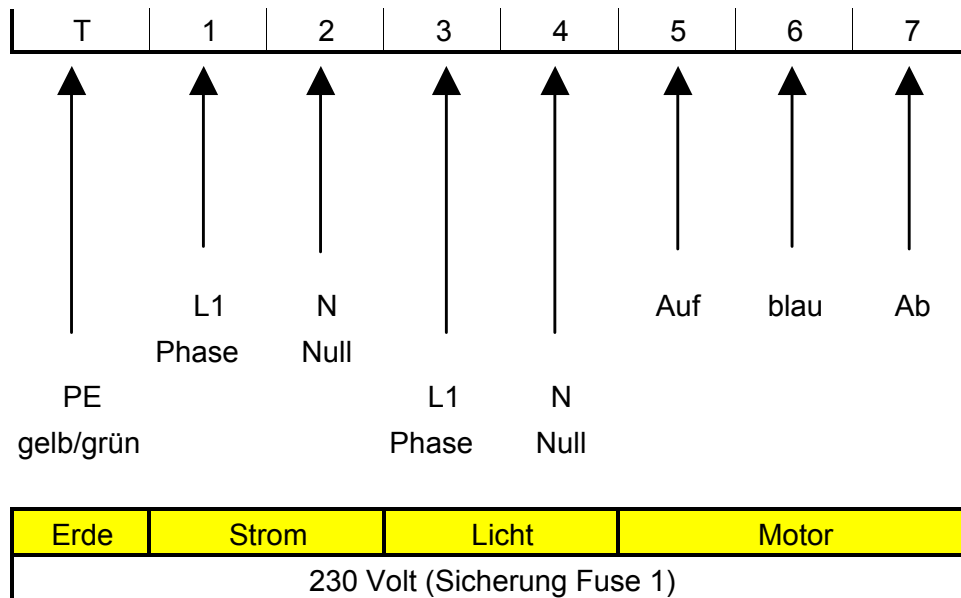 T 1 2 3 4 5 6 7
L1 N Auf blau Ab
Phase Null
PE L1 N
gelb/grün Phase Null
Erde Strom Licht Motor
230 Volt (Sicherung Fuse 1)